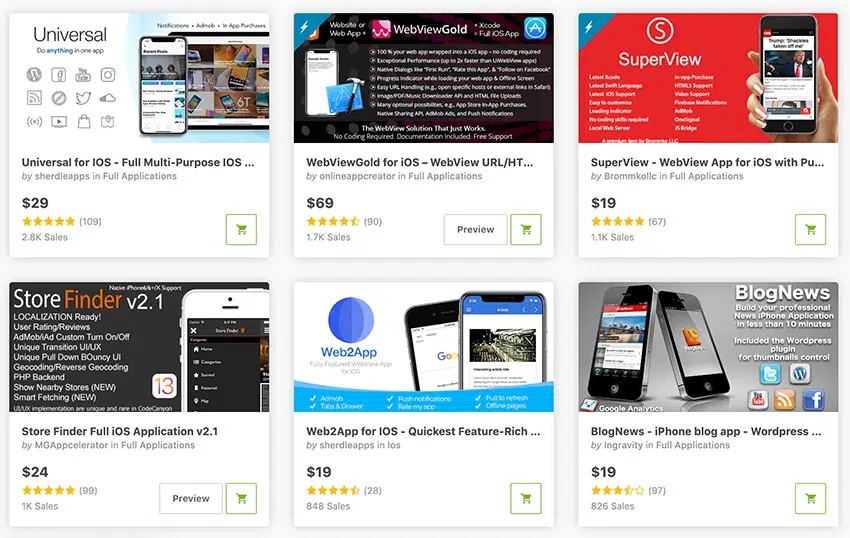 Universal
Do anything in one app
Notifications • Admob • In App Purchases
Recent Posts
Universal for IOS - Full Multi-Purpose IOS ...
by sherdleapps in Full Applications
$29
(109)
2.8K Sales
Website or
Web App +
WebViewGold
+ Xcode
= Full iOS App
100 % your web app wrapped into a iOS app – no coding required
Exceptional Performance (up to 2x faster than UIWebView apps)
Native Dialogs like "First Run", "Rate this App", & "Follow on Facebook"
Progress Indicator while loading your web app & Offline Screen
Easy URL Handling (e.g., open specific hosts or external links in Safari)
Image/PDF/Music Downloader API and HTML File Uploads
Many optional possibilites, e.g., App Store In-App Purchases,
Native Sharing API, AdMob Ads, and Push Notifications
The WebView Solution That Just Works.
No Coding Required. Documentation Included. Free Support.
WebViewGold for iOS – WebView URL/HT...
by onlineappcreator in Full Applications
$69
(90)
1.7K Sales
Preview
S
SuperView
Latest Xcode
Latest Swift Language
Latest iOS Support
Easy to customise
Loading indicator
No coding skills required
Local Web Server
In-app Purchase
HTML5 Support
Video Support
Firebase Notifications
AdMob
OneSignal
JS Bridge
A premium item by Brommko LLC
Trump: 'Shackles
taken off me'
SuperView - WebView App for iOS with Pu...
by Brommkollc in Full Applications
$19
(67)
1.1K Sales
Native iPhone6/6+/X Support
Store Finder v2.1
LOCALIZATION Ready!
User Rating/Reviews
AdMob/iAd Custom Turn On/Off
Unique Transition UI/UX
Unique Pull Down BOuncy UI
Geocoding/Reverse Geocoding
PHP Backend
Show Nearby Stores (NEW)
Smart Fetching (NEW)
UI/UX implementation are unique and rare in CodeCanyon
13
Store Finder
Categories
Home
Categories
Starred
Featured
Map
Store Finder Full iOS Application v2.1
by MGAppcelerator in Full Applications
$24
(99)
1K Sales
Preview
Web2App
Fully Featured WebView App
for IOS
Article
Interesting article title
Admob
Tabs & Drawer
Push notifications
Rate my app
Pull to refresh
Offline pages
Web2App for IOS - Quickest Feature-Rich ...
by sherdleapps in Ios
$19
(28)
848 Sales
BlogNews
Build your professional
News iPhone Application
in less than 10 minutes
Included the Wordpress
plugin
for thumbnails control
Google Analytics
BlogNews - iPhone blog app - Wordpress ...
by Ingravity in Full Applications
$19
(97)
826 Sales